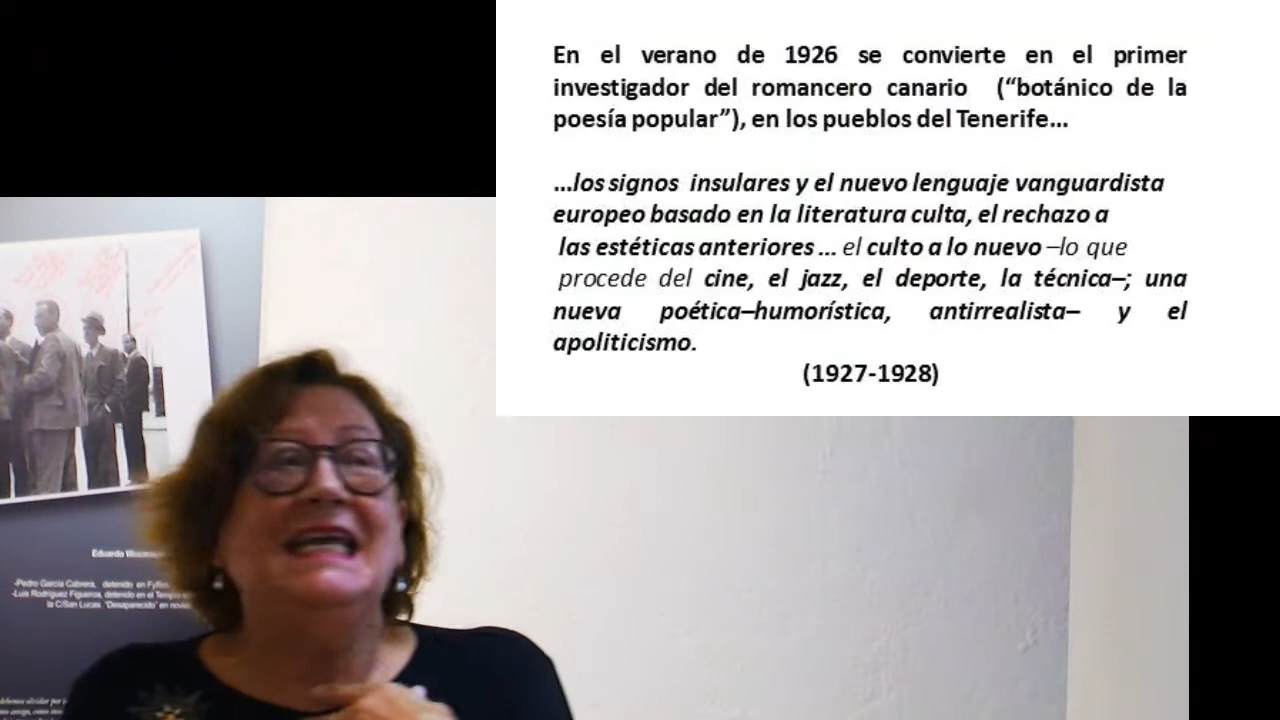 En el verano de 1926 se convierte en el primer
investigador del romancero canario (“botánico de la
poesía popular”), en los pueblos del Tenerife...
...los signos insulares y el nuevo lenguaje vanguardista
europeo basado en la literatura culta, el rechazo a
las estéticas anteriores ... el culto a lo nuevo –lo que
procede del cine, el jazz, el deporte, la técnica–; una
nueva poética–humorística, antirrealista– y el
apoliticismo.
(1927-1928)
Eduardo
-Pedro García Cabrera, detenido en
-Luis Rodríguez Figueroa, detenido en el
la C/San Lucas. "Desaparecido" en